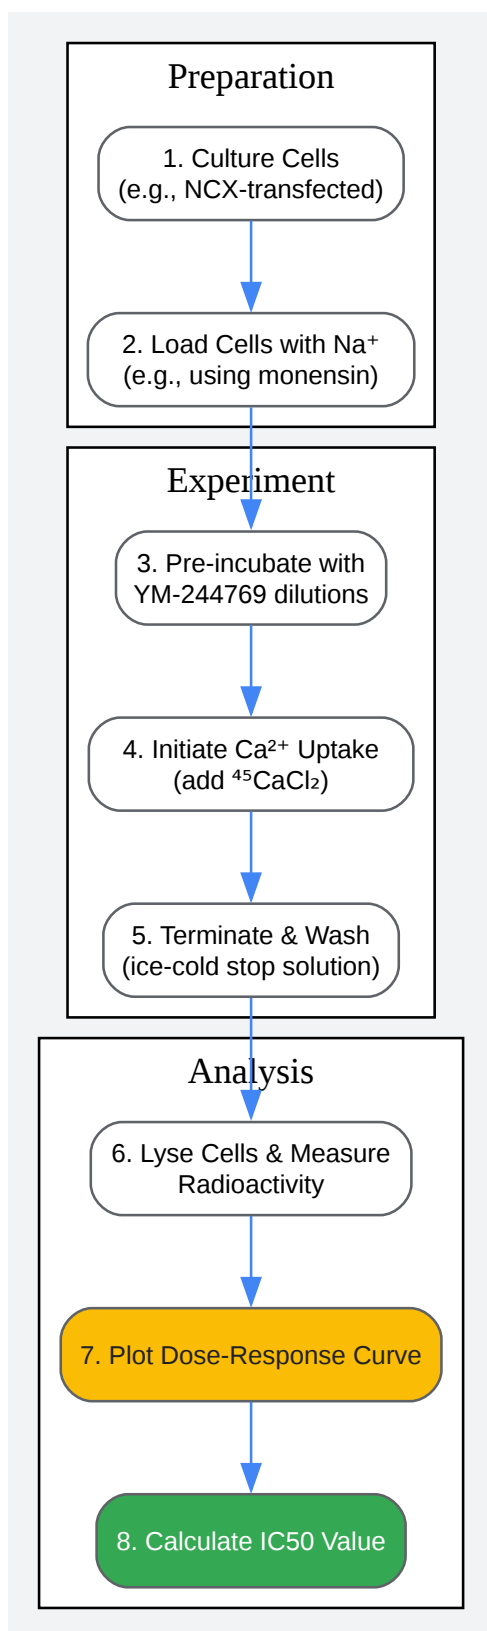 Preparation
1. Culture Cells
(e.g., NCX-transfected)
2. Load Cells with Na⁺
(e.g., using monensin)
Experiment
3. Pre-incubate with
YM-244769 dilutions
4. Initiate Ca²⁺ Uptake
(add ⁴⁵CaCl₂)
5. Terminate & Wash
(ice-cold stop solution)
Analysis
6. Lyse Cells & Measure
Radioactivity
7. Plot Dose-Response Curve
8. Calculate IC50 Value